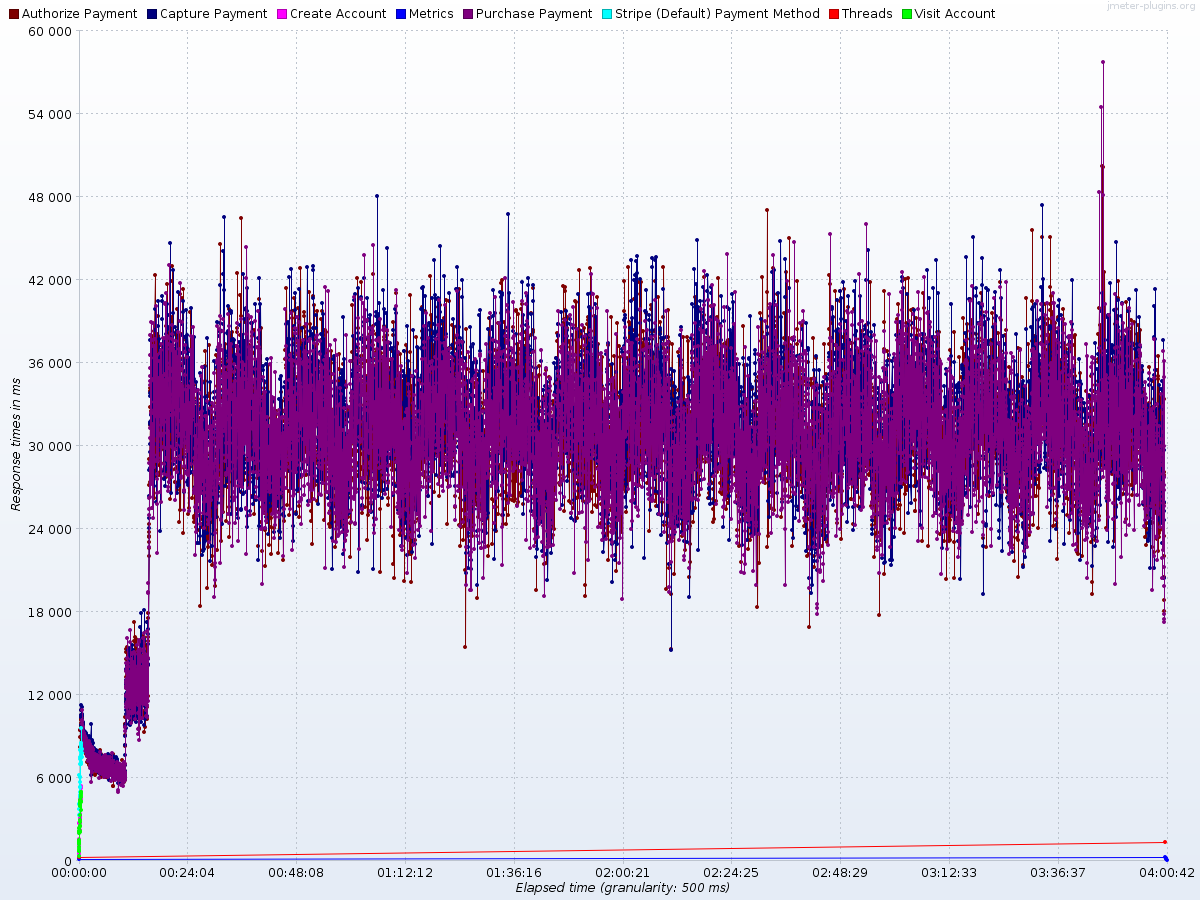 jmeter-plugins.org
Authorize Payment Capture Payment Create Account Metrics Purchase Payment Stripe (Default) Payment Method Threads Visit Account
60 000
54 000
48 000
42 000
36 000
30 000
24 000
18 000
12 000
6 000
0
Response times in ms
00:00:00 00:24:04 00:48:08 01:12:12 01:36:16 02:00:21 02:24:25 02:48:29 03:12:33 03:36:37 04:00:42
Elapsed time (granularity: 500 ms)